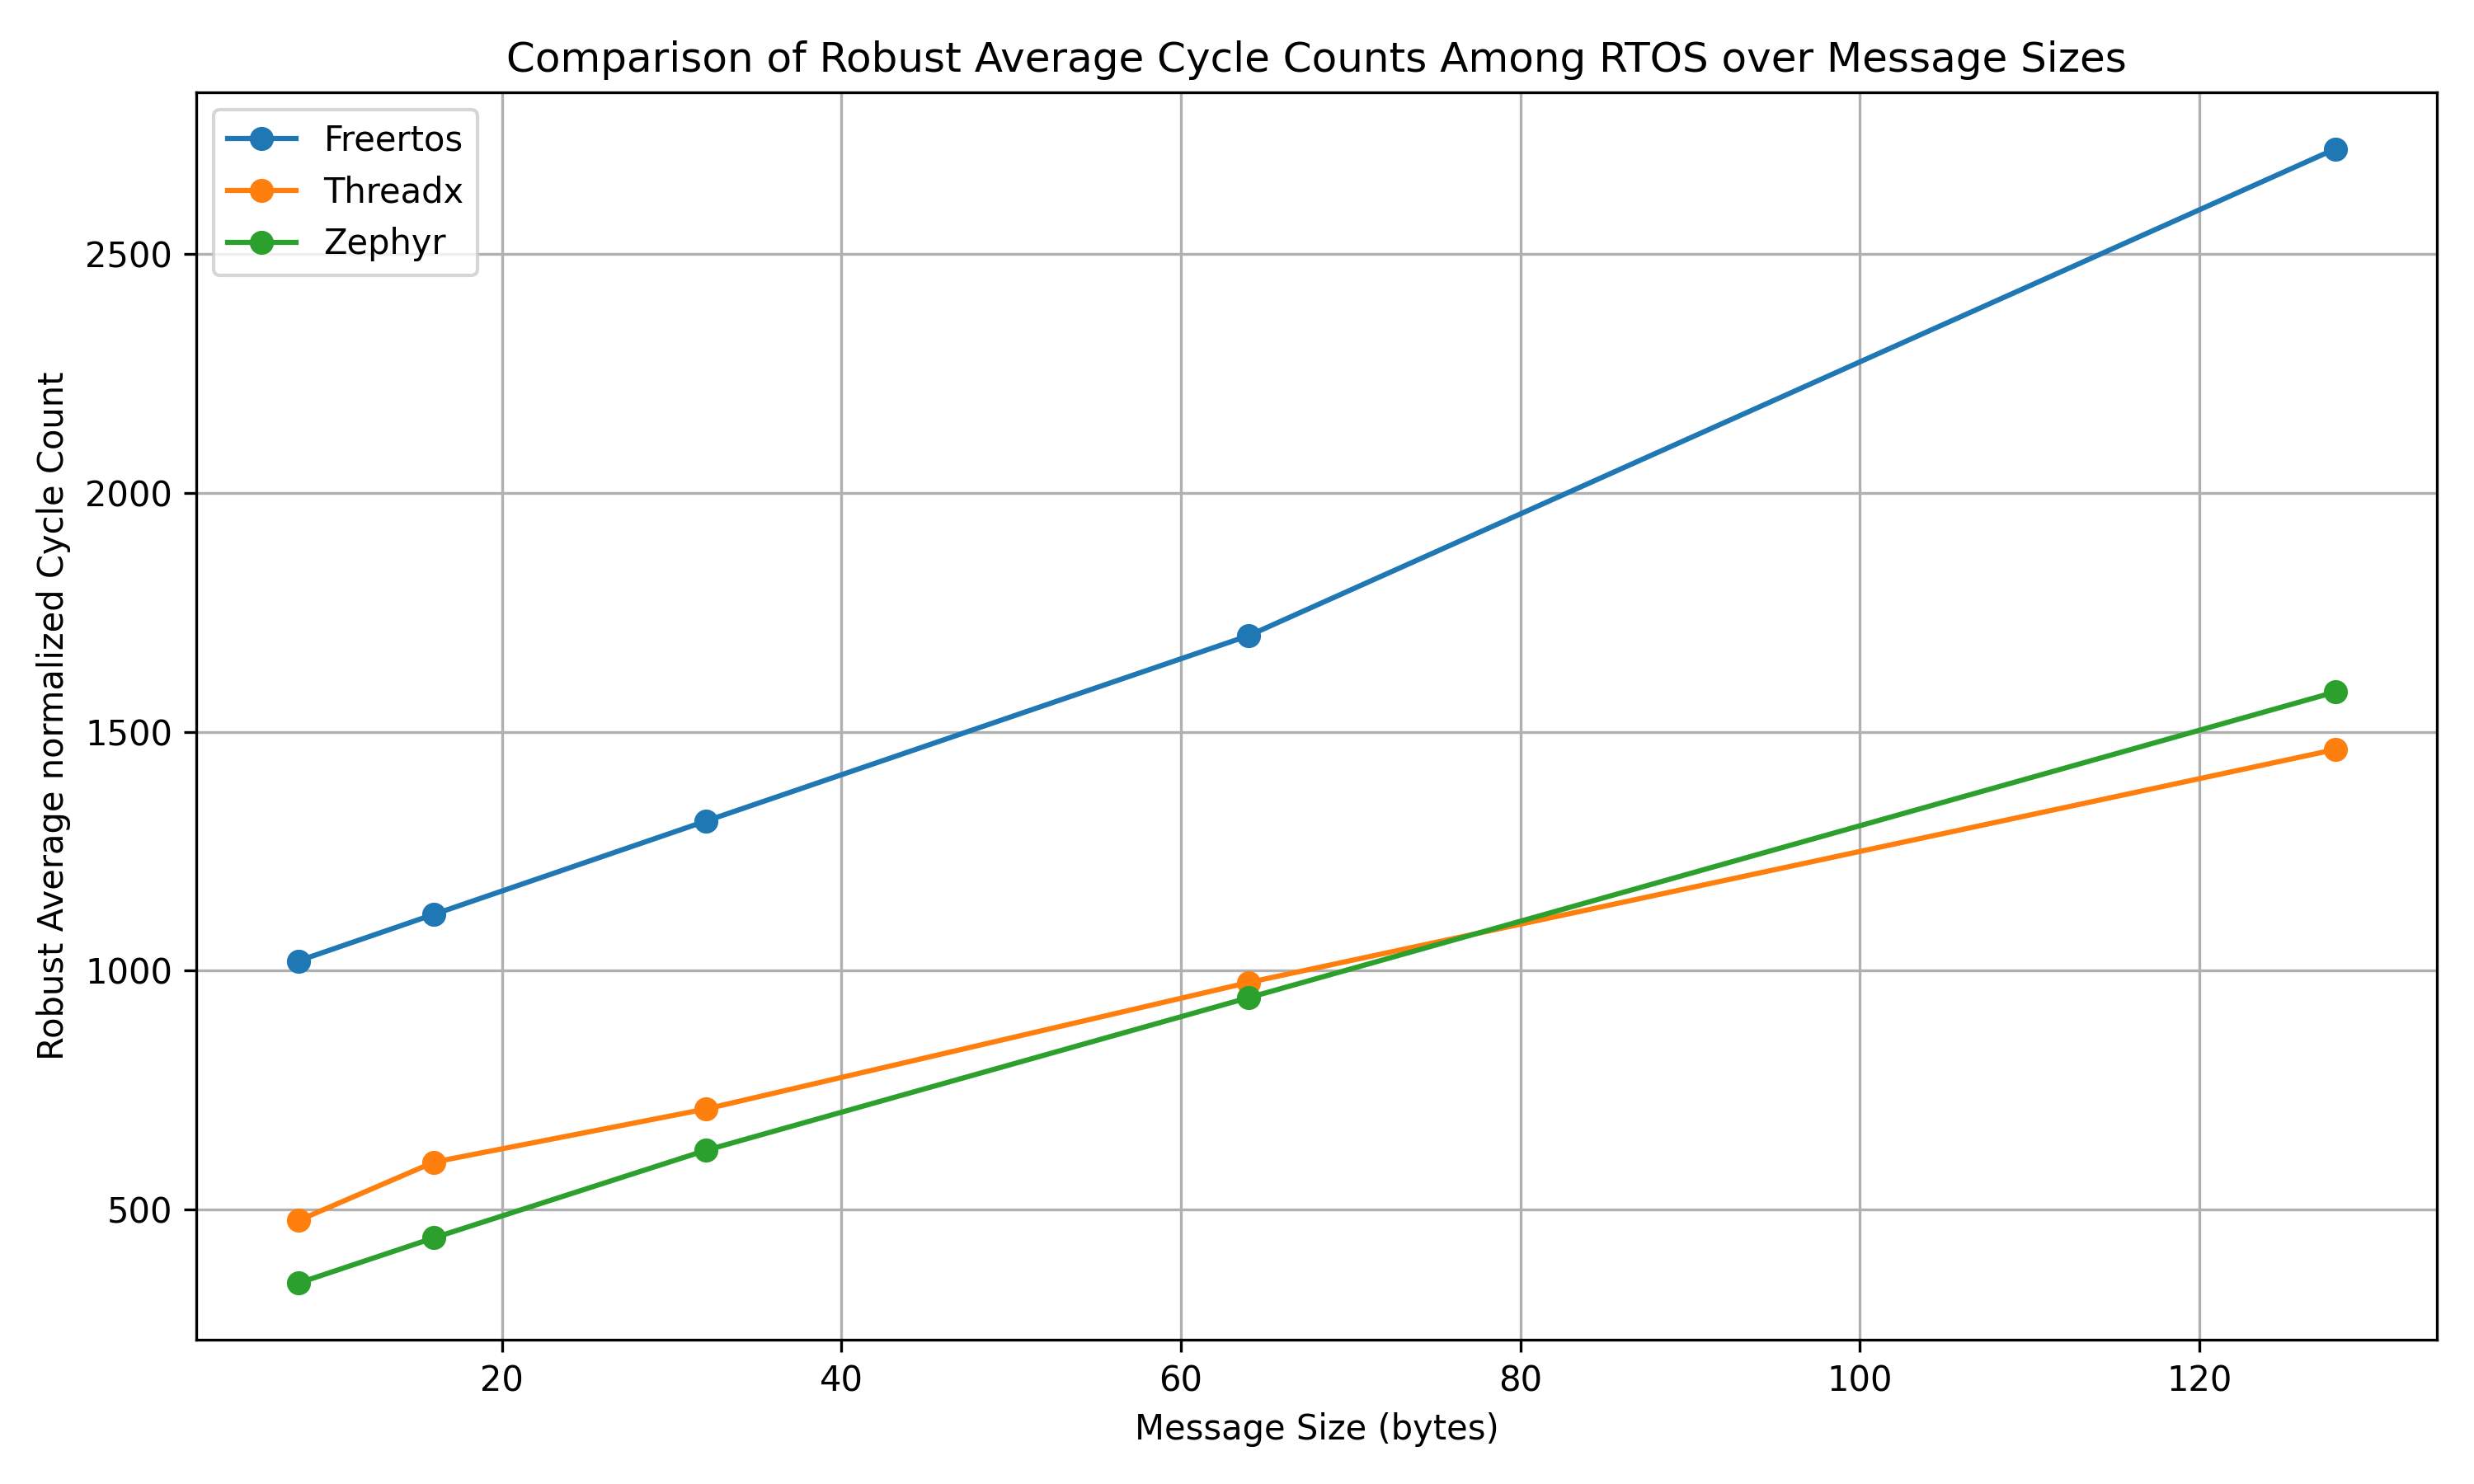 Comparison of Robust Average Cycle Counts Among RTOS over Message Sizes
Freertos
Threadx
Zephyr
Robust Average normalized Cycle Count
2500
2000
1500
1000
500
20
40
60
80
100
120
Message Size (bytes)